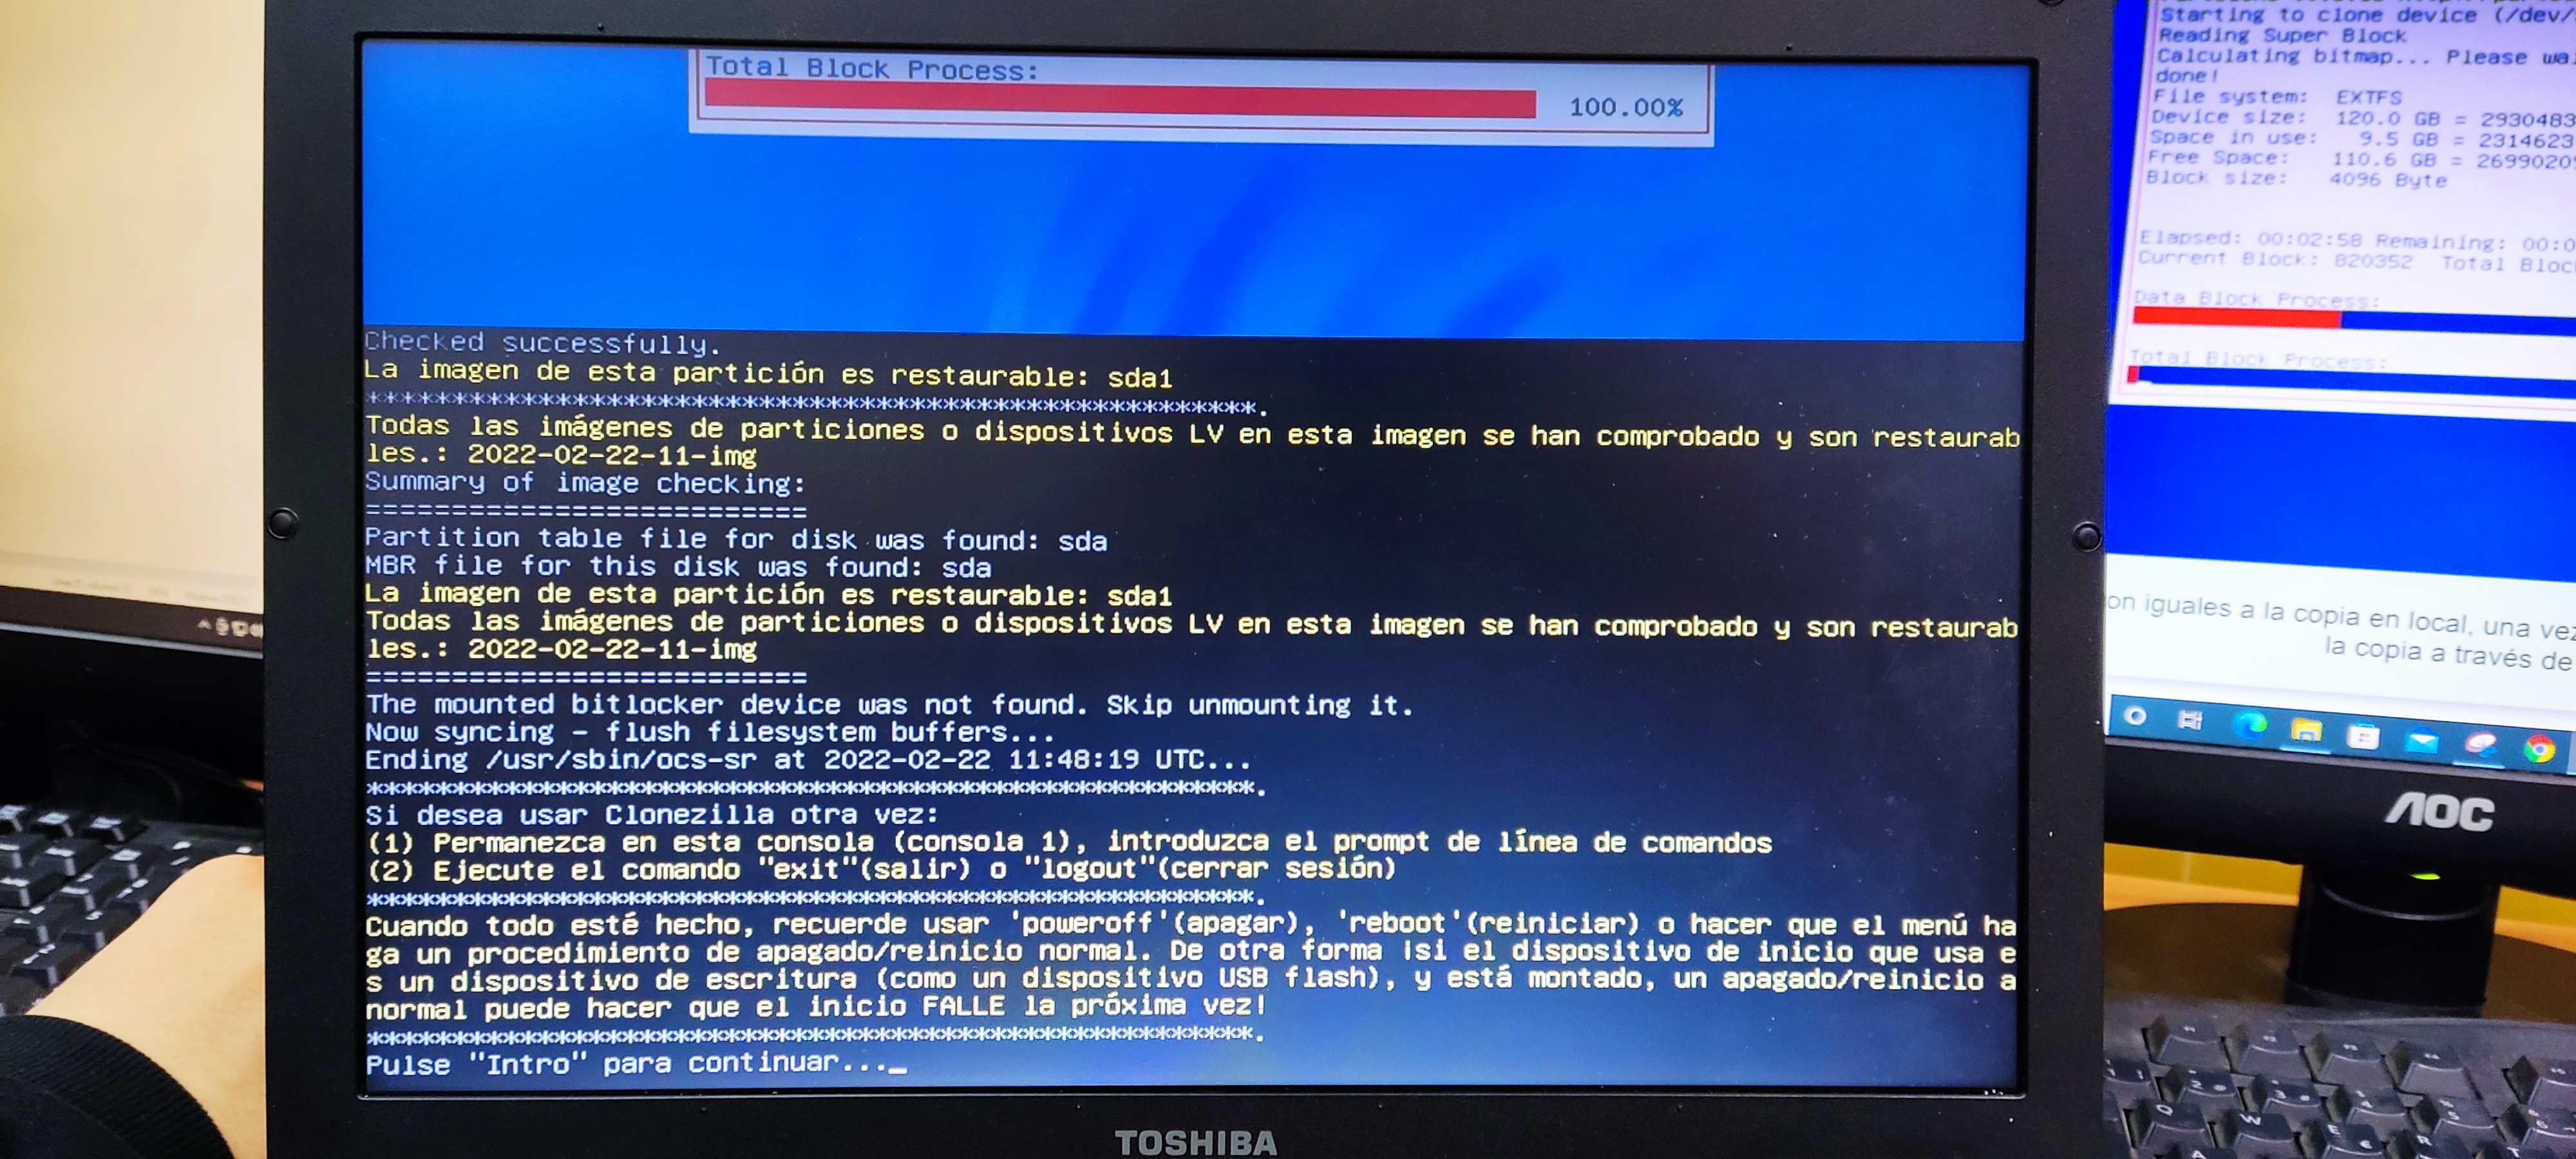 Total Block Process:
100.00%
Checked successfully.
La imagen de esta partición es restaurable: sda1
****************************************************************.
Todas las imágenes de particiones o dispositivos LV en esta imagen se han comprobado y son restaurab
les.: 2022-02-22-11-img
Summary of image checking:
==========================
Partition table file for disk was found: sda
MBR file for this disk was found: sda
La imagen de esta partición es restaurable: sda1
Todas las imágenes de particiones o dispositivos LV en esta imagen se han comprobado y son restaurab
les.: 2022-02-22-11-img
==========================
The mounted bitlocker device was not found. Skip unmounting it.
Now syncing - flush filesystem buffers...
Ending /usr/sbin/ocs-sr at 2022-02-22 11:48:19 UTC...
****************************************************************.
Si desea usar Clonezilla otra vez:
(1) Permanezca en esta consola (consola 1), introduzca el prompt de línea de comandos
(2) Ejecute el comando "exit"(salir) o "logout"(cerrar sesión)
****************************************************************.
Cuando todo esté hecho, recuerde usar 'poweroff'(apagar), 'reboot'(reiniciar) o hacer que el menú ha
ga un procedimiento de apagado/reinicio normal. De otra forma ¡si el dispositivo de inicio que usa e
s un dispositivo de escritura (como un dispositivo USB flash), y está montado, un apagado/reinicio a
normal puede hacer que el inicio FALLE la próxima vez!
****************************************************************.
Pulse "Intro" para continuar..._
TOSHIBA
Starting to clone device (/dev/
Reading Super Block
Calculating bitmap... Please wai
done!
File system: EXTFS
Device size: 120.0 GB = 2930483
Space in use: 9.5 GB = 2314623
Free Space: 110.6 GB = 2699020
Block size: 4096 Byte
Elapsed: 00:02:58 Remaining: 00:0
Current Block: 820352 Total Bloc
Data Block Process:
Total Block Process:
on iguales a la copia en local, una vez
la copia a través de
AOC